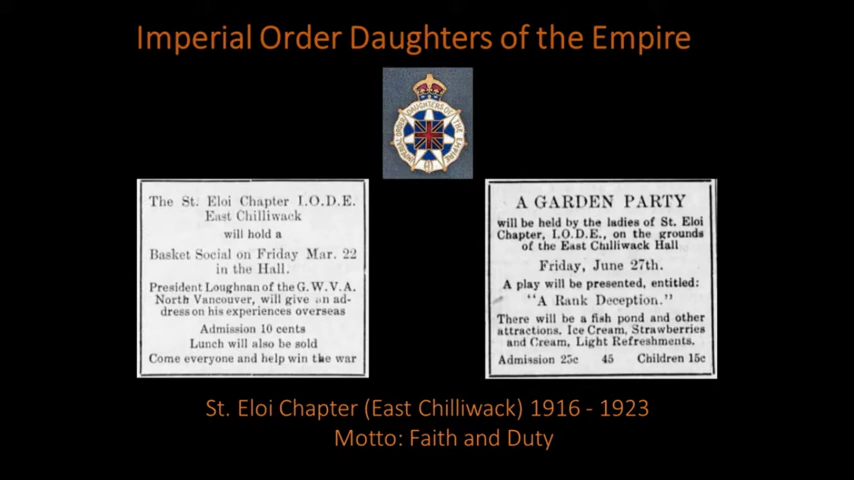 Imperial Order Daughters of the Empire
IMPERIAL ORDER DAUGHTERS OF THE EMPIRE
The St. Eloi Chapter I.O.D.E.
East Chilliwack
will hold a
Basket Social on Friday Mar. 22
in the Hall.
President Loughnan of the G.W.V.A.
North Vancouver, will give an ad-
dress on his experiences overseas
Admission 10 cents
Lunch will also be sold
Come everyone and help win the war
A GARDEN PARTY
will be held by the ladies of St. Eloi
Chapter, I.O.D.E., on the grounds
of the East Chilliwack Hall
Friday, June 27th.
A play will be presented, entitled:
"A Rank Deception."
There will be a fish pond and other
attractions. Ice Cream, Strawberries
and Cream, Light Refreshments.
Admission 25c 45 Children 15c
St. Eloi Chapter (East Chilliwack) 1916 - 1923
Motto: Faith and Duty